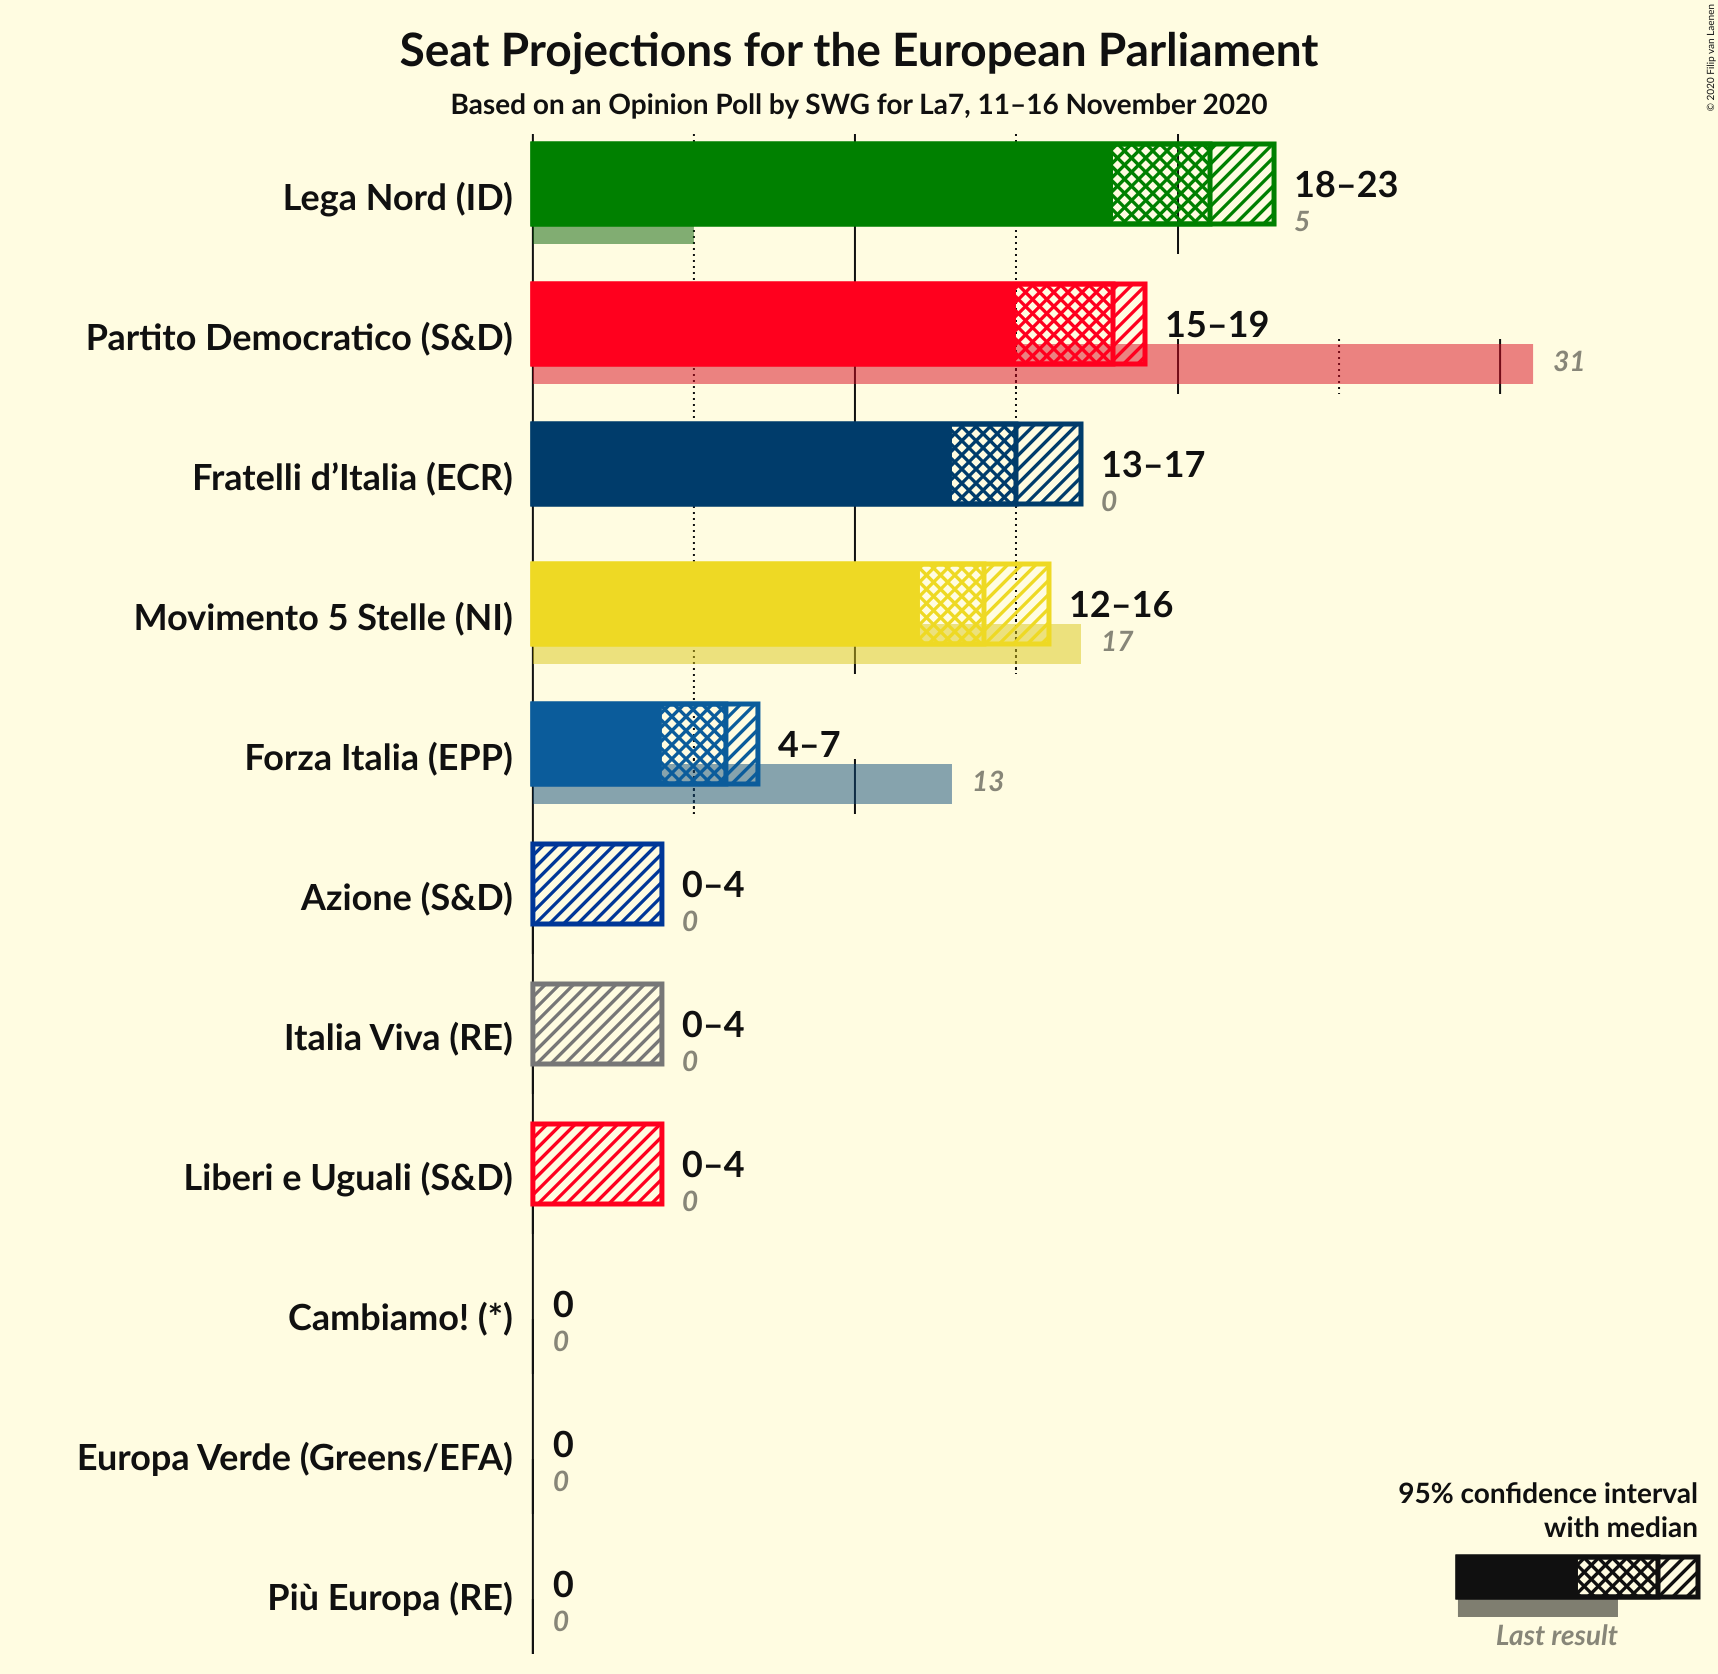 © 2020 Filip van Laenen
Seat Projections for the European Parliament
Based on an Opinion Poll by SWG for La7, 11–16 November 2020
Lega Nord (ID)
18–23
5
Partito Democratico (S&D)
15–19
31
Fratelli d’Italia (ECR)
13–17
0
Movimento 5 Stelle (NI)
12–16
17
Forza Italia (EPP)
4–7
13
Azione (S&D)
0–4
0
Italia Viva (RE)
0–4
0
Liberi e Uguali (S&D)
0–4
0
Cambiamo! (*)
0
0
Europa Verde (Greens/EFA)
0
0
Più Europa (RE)
0
0
95% confidence interval
with median
Last result